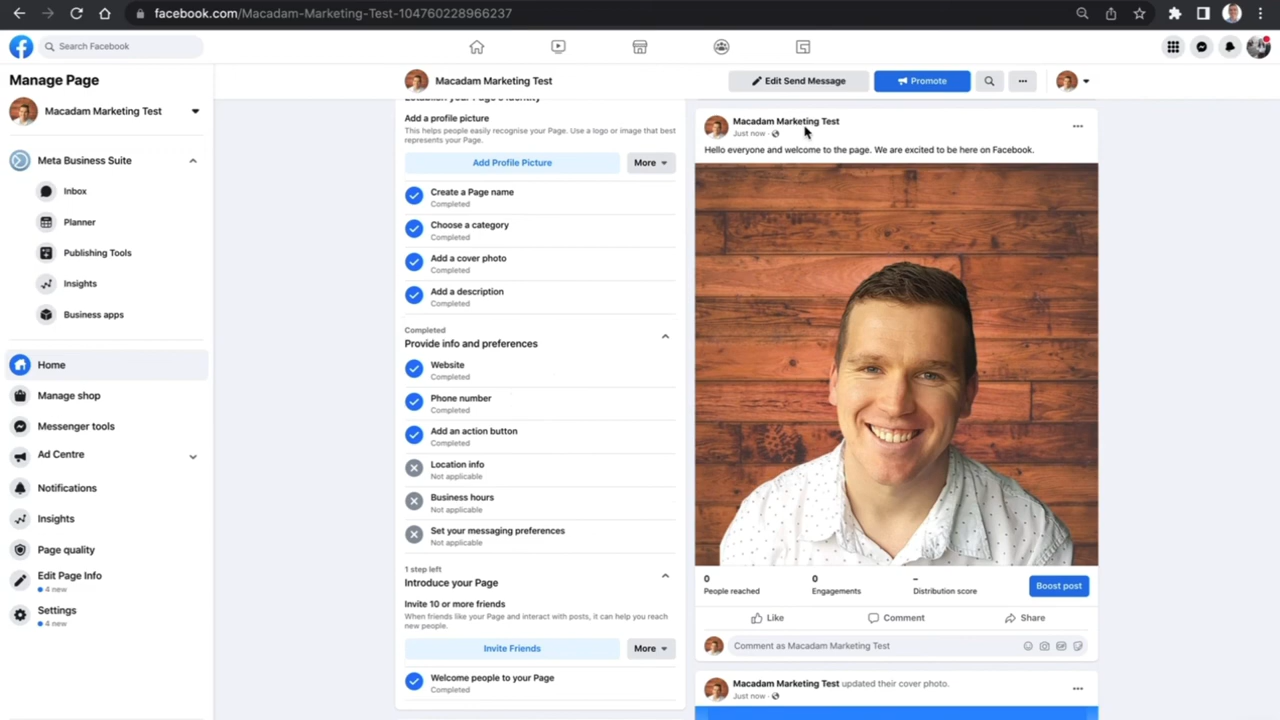 facebook.com/Macadam-Marketing-Test-104760228966237
Search Facebook
Manage Page
Macadam Marketing Test
Meta Business Suite
Inbox
Planner
Publishing Tools
Insights
Business apps
Home
Manage shop
Messenger tools
Ad Centre
Notifications
Insights
Page quality
Edit Page Info
4 new
Settings
4 new
Macadam Marketing Test
Edit Send Message
Promote
Establish your Page's identity
Add a profile picture
This helps people easily recognise your Page. Use a logo or image that best
represents your Page.
Add Profile Picture
More
Create a Page name
Completed
Choose a category
Completed
Add a cover photo
Completed
Add a description
Completed
Completed
Provide info and preferences
Website
Completed
Phone number
Completed
Add an action button
Completed
Location info
Not applicable
Business hours
Not applicable
Set your messaging preferences
Not applicable
1 step left
Introduce your Page
Invite 10 or more friends
When friends like your Page and interact with posts, it can help you reach
new people.
Invite Friends
More
Welcome people to your Page
Completed
Macadam Marketing Test
Just now ·
Hello everyone and welcome to the page. We are excited to be here on Facebook.
0 0 –
People reached Engagements Distribution score
Boost post
Like Comment Share
Comment as Macadam Marketing Test
Macadam Marketing Test updated their cover photo.
Just now ·